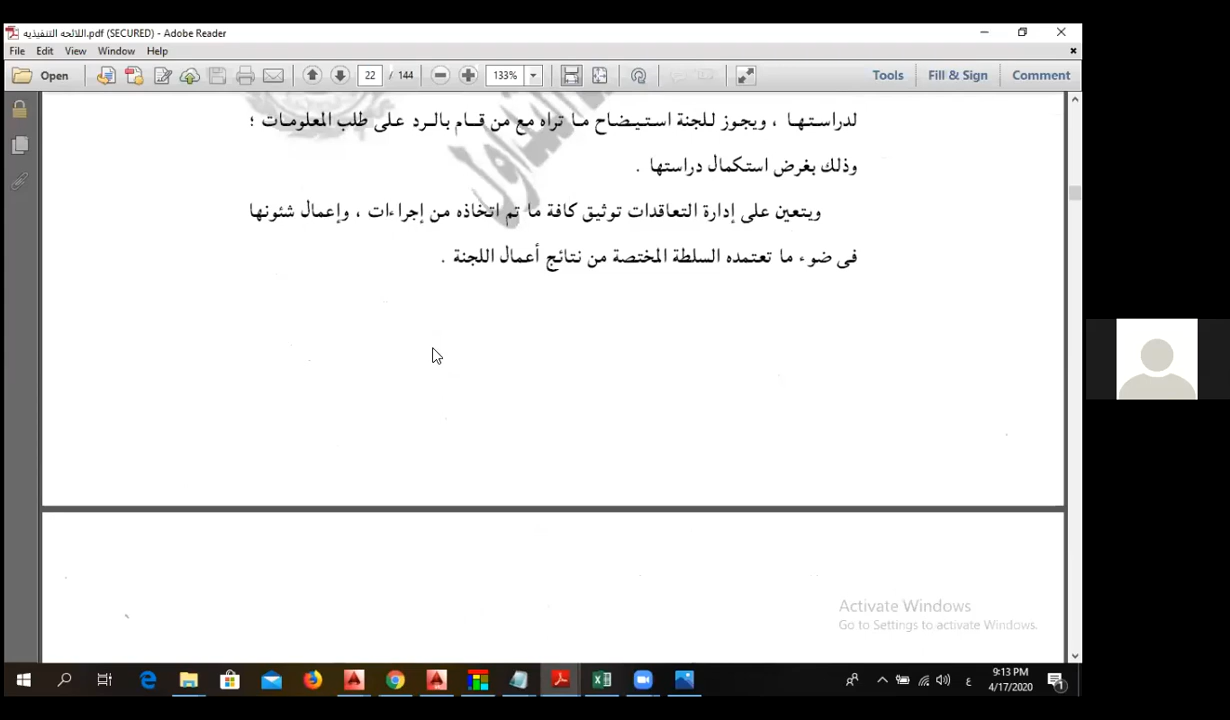 اللائحه التنفيذيه.pdf (SECURED) - Adobe Reader
File Edit View Window Help
Open 22 / 144 133% Tools Fill & Sign Comment
لدراستها ، ويجوز للجنة استيضاح ما تراه مع من قام بالرد على طلب المعلومات ؛
وذلك بغرض استكمال دراستها .
ويتعين على إدارة التعاقدات توثيق كافة ما تم اتخاذه من إجراءات ، وإعمال شئونها
فى ضوء ما تعتمده السلطة المختصة من نتائج أعمال اللجنة .
Activate Windows
Go to Settings to activate Windows.
ع
9:13 PM
4/17/2020
1